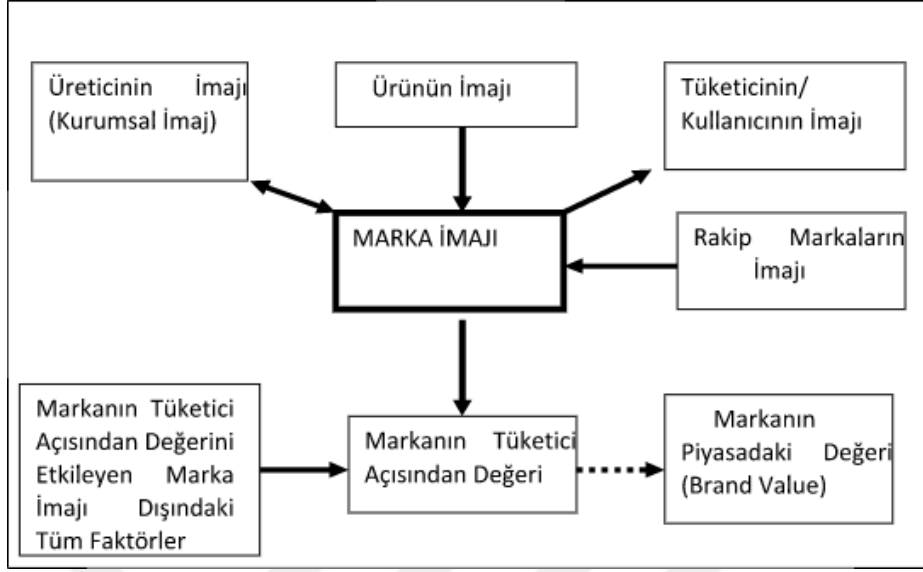 Üreticinin İmajı
(Kurumsal İmaj)
Ürünün İmajı
Tüketicinin/
Kullanıcının İmajı
MARKA İMAJI
Rakip Markaların
İmajı
Markanın Tüketici
Açısından Değerini
Etkileyen Marka
İmajı Dışındaki
Tüm Faktörler
Markanın Tüketici
Açısından Değeri
Markanın
Piyasadaki Değeri
(Brand Value)